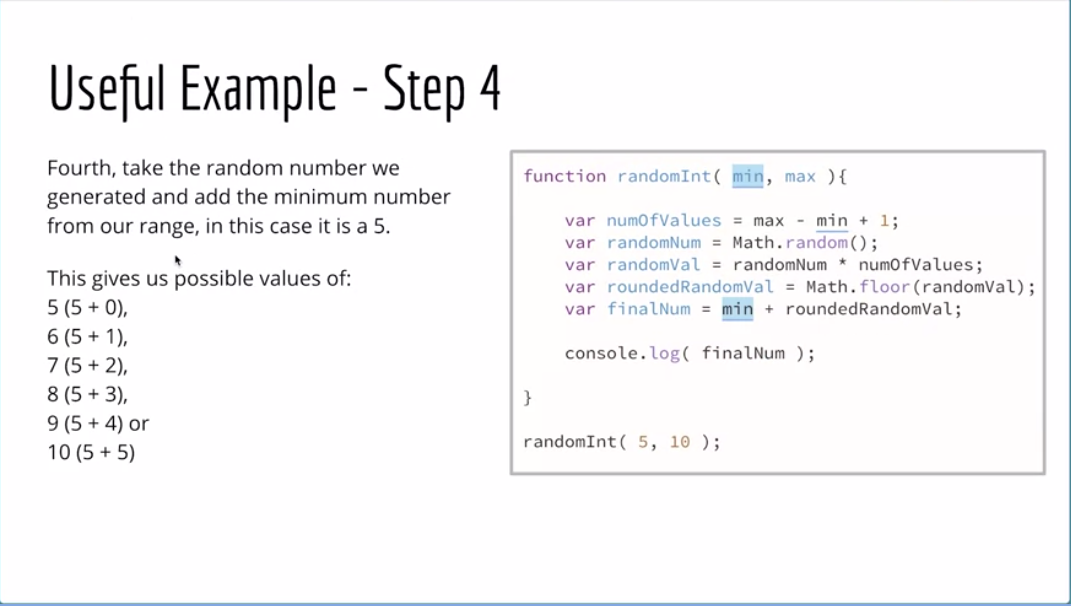 Useful Example - Step 4
Fourth, take the random number we
generated and add the minimum number
from our range, in this case it is a 5.
This gives us possible values of:
5 (5 + 0),
6 (5 + 1),
7 (5 + 2),
8 (5 + 3),
9 (5 + 4) or
10 (5 + 5)
function randomInt( min, max ){
var numOfValues = max - min + 1;
var randomNum = Math.random();
var randomVal = randomNum * numOfValues;
var roundedRandomVal = Math.floor(randomVal);
var finalNum = min + roundedRandomVal;
console.log( finalNum );
}
randomInt( 5, 10 );